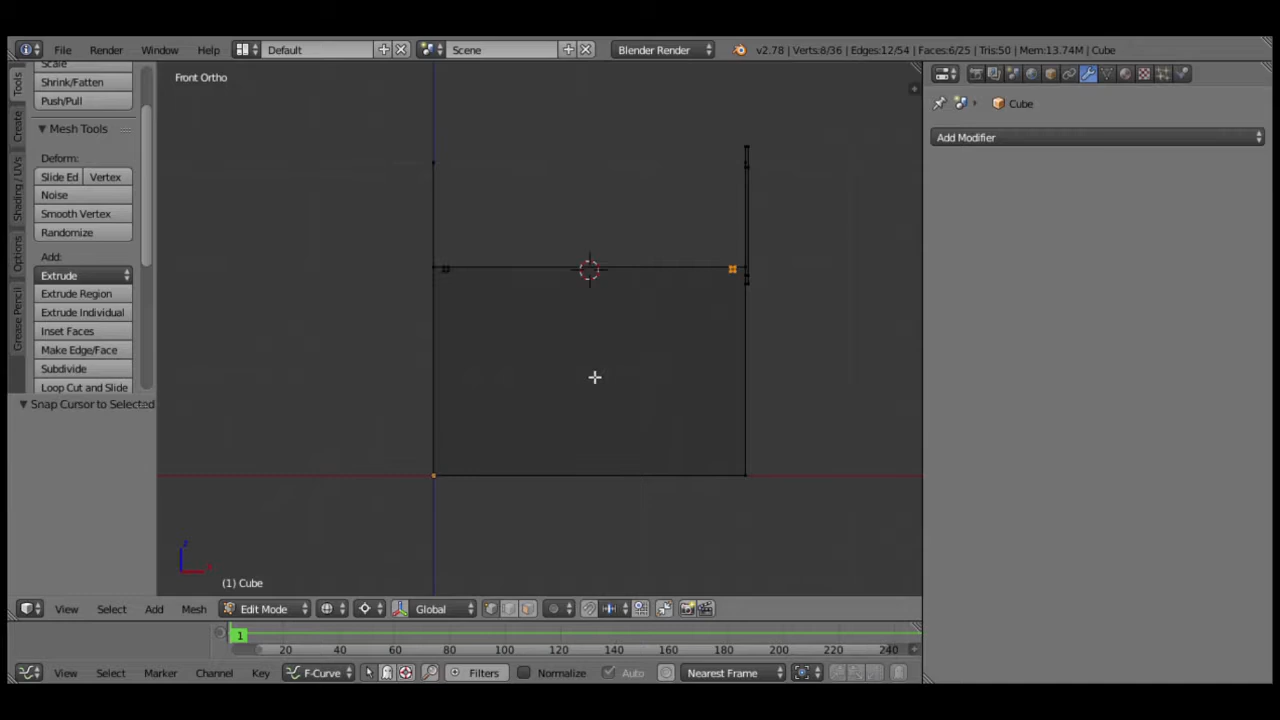 File Render Window Help Default Scene Blender Render v2.78 | Verts:8/36 | Edges:12/54 | Faces:6/25 | Tris:50 | Mem:13.74M | Cube
Front Ortho
Tools
Create
Shading / UVs
Options
Grease Pencil
Scale
Shrink/Fatten
Push/Pull
Mesh Tools
Deform:
Slide Ed Vertex
Noise
Smooth Vertex
Randomize
Add:
Extrude
Extrude Region
Extrude Individual
Inset Faces
Make Edge/Face
Subdivide
Loop Cut and Slide
Snap Cursor to Selected
Cube
Add Modifier
z
(1) Cube
View Select Add Mesh Edit Mode Global
1
20 40 60 80 100 120 140 160 180 200 220 240
View Select Marker Channel Key F-Curve Filters Normalize Auto Nearest Frame